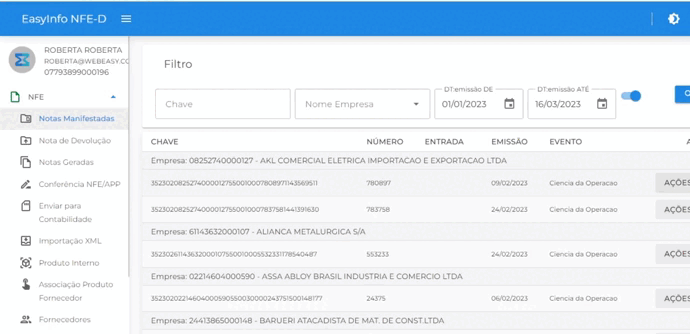 EasyInfo NFE-D
ROBERTA ROBERTA
ROBERTA@WEBEASY.CO
07793899000196
NFE
Notas Manifestadas
Nota de Devolução
Notas Geradas
Conferência NFE/APP
Enviar para
Contabilidade
Importação XML
Produto Interno
Associação Produto
Fornecedor
Fornecedores
Filtro
Chave
Nome Empresa
DT:emissão DE
01/01/2023
DT:emissão ATÉ
16/03/2023
CHAVE NÚMERO ENTRADA EMISSÃO EVENTO A
Empresa: 08252740000127 - AKL COMERCIAL ELETRICA IMPORTACAO E EXPORTACAO LTDA
780897 09/02/2023 Ciencia da Operacao AÇÕES
783758 24/02/2023 Ciencia da Operacao AÇÕES
Empresa: 61143632000107 - ALIANCA METALURGICA S/A
553233 24/02/2023 Ciencia da Operacao AÇÕES
Empresa: 02214604000590 - ASSA ABLOY BRASIL INDUSTRIA E COMERCIO LTDA
24375 06/02/2023 Ciencia da Operacao AÇÕES
Empresa: 24413865000148 - BARUERI ATACADISTA DE MAT. DE CONST.LTDA